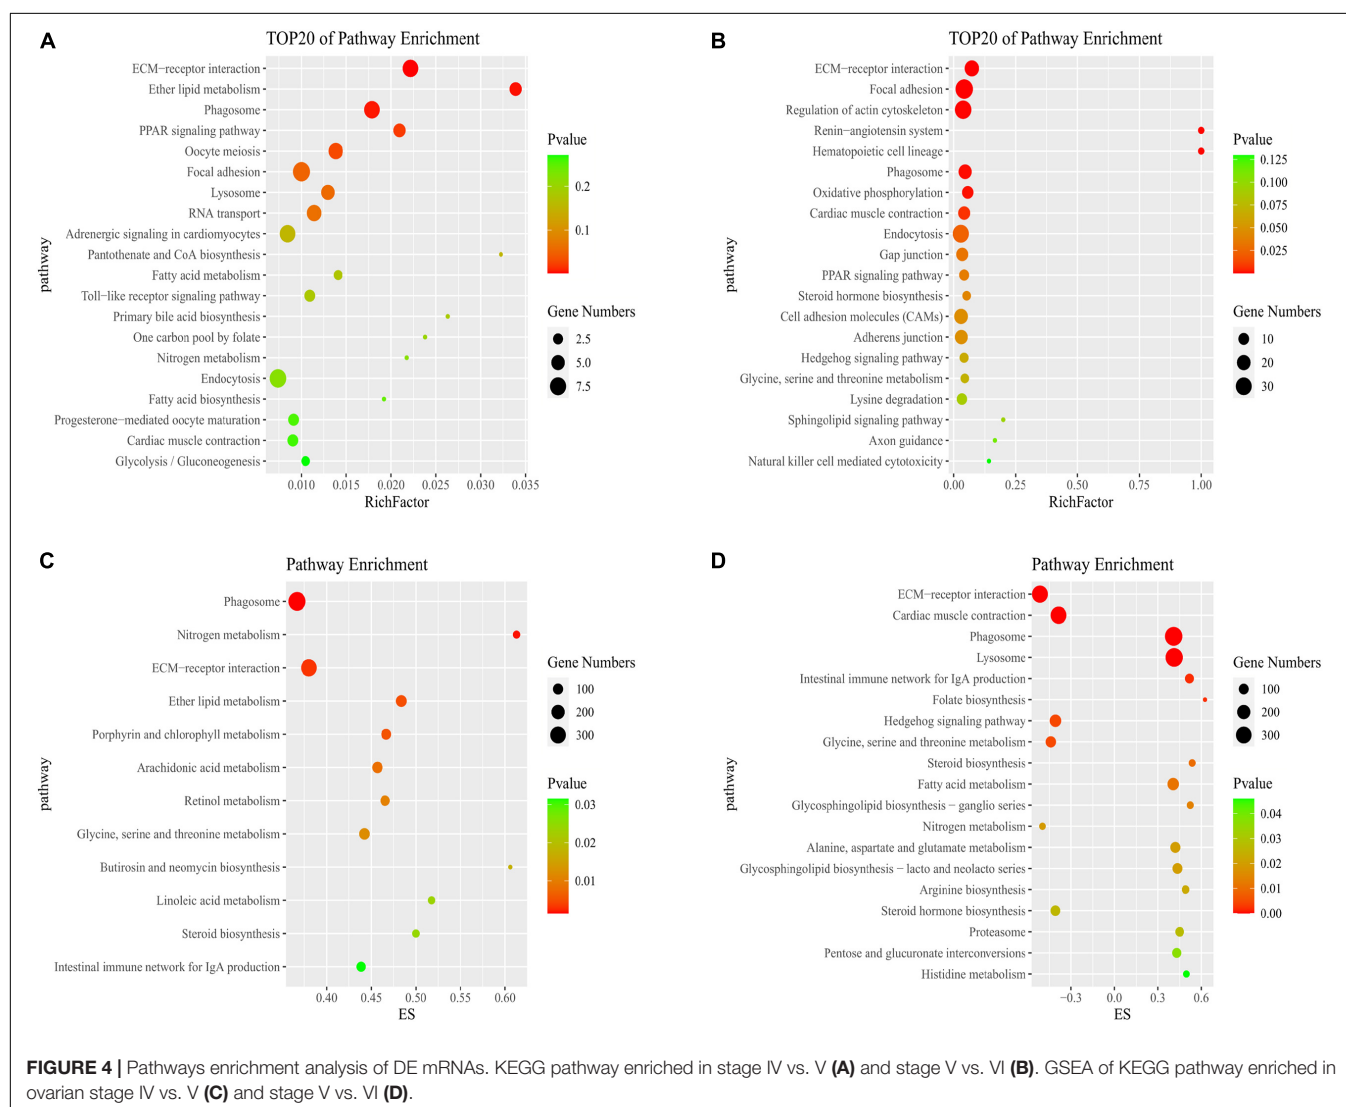 A
TOP20 of Pathway Enrichment
pathway
ECM−receptor interaction
Ether lipid metabolism
Phagosome
PPAR signaling pathway
Oocyte meiosis
Focal adhesion
Lysosome
RNA transport
Adrenergic signaling in cardiomyocytes
Pantothenate and CoA biosynthesis
Fatty acid metabolism
Toll−like receptor signaling pathway
Primary bile acid biosynthesis
One carbon pool by folate
Nitrogen metabolism
Endocytosis
Fatty acid biosynthesis
Progesterone−mediated oocyte maturation
Cardiac muscle contraction
Glycolysis / Gluconeogenesis
0.010 0.015 0.020 0.025 0.030 0.035
RichFactor
Pvalue
0.2
0.1
Gene Numbers
2.5
5.0
7.5
B
TOP20 of Pathway Enrichment
pathway
ECM−receptor interaction
Focal adhesion
Regulation of actin cytoskeleton
Renin−angiotensin system
Hematopoietic cell lineage
Phagosome
Oxidative phosphorylation
Cardiac muscle contraction
Endocytosis
Gap junction
PPAR signaling pathway
Steroid hormone biosynthesis
Cell adhesion molecules (CAMs)
Adherens junction
Hedgehog signaling pathway
Glycine, serine and threonine metabolism
Lysine degradation
Sphingolipid signaling pathway
Axon guidance
Natural killer cell mediated cytotoxicity
0.00 0.25 0.50 0.75 1.00
RichFactor
Pvalue
0.125
0.100
0.075
0.050
0.025
Gene Numbers
10
20
30
C
Pathway Enrichment
pathway
Phagosome
Nitrogen metabolism
ECM−receptor interaction
Ether lipid metabolism
Porphyrin and chlorophyll metabolism
Arachidonic acid metabolism
Retinol metabolism
Glycine, serine and threonine metabolism
Butirosin and neomycin biosynthesis
Linoleic acid metabolism
Steroid biosynthesis
Intestinal immune network for IgA production
0.40 0.45 0.50 0.55 0.60
ES
Gene Numbers
100
200
300
Pvalue
0.03
0.02
0.01
D
Pathway Enrichment
pathway
ECM−receptor interaction
Cardiac muscle contraction
Phagosome
Lysosome
Intestinal immune network for IgA production
Folate biosynthesis
Hedgehog signaling pathway
Glycine, serine and threonine metabolism
Steroid biosynthesis
Fatty acid metabolism
Glycosphingolipid biosynthesis − ganglio series
Nitrogen metabolism
Alanine, aspartate and glutamate metabolism
Glycosphingolipid biosynthesis − lacto and neolacto series
Arginine biosynthesis
Steroid hormone biosynthesis
Proteasome
Pentose and glucuronate interconversions
Histidine metabolism
−0.3 0.0 0.3 0.6
ES
Gene Numbers
100
200
300
Pvalue
0.04
0.03
0.02
0.01
0.00
FIGURE 4 | Pathways enrichment analysis of DE mRNAs. KEGG pathway enriched in stage IV vs. V (A) and stage V vs. VI (B). GSEA of KEGG pathway enriched in
ovarian stage IV vs. V (C) and stage V vs. VI (D).